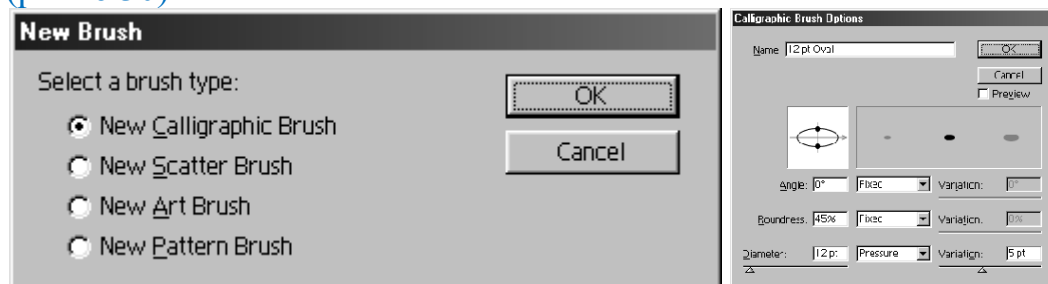 New Brush
Select a brush type:
New Calligraphic Brush
New Scatter Brush
New Art Brush
New Pattern Brush
OK
Cancel
Calligraphic Brush Options
Name 12 pt Oval
OK
Cancel
Preview
Angle: 0° Fixed Variation: 0°
Roundness: 45% Fixed Variation: 0%
Diameter: 12 pt Pressure Variation: 5 pt